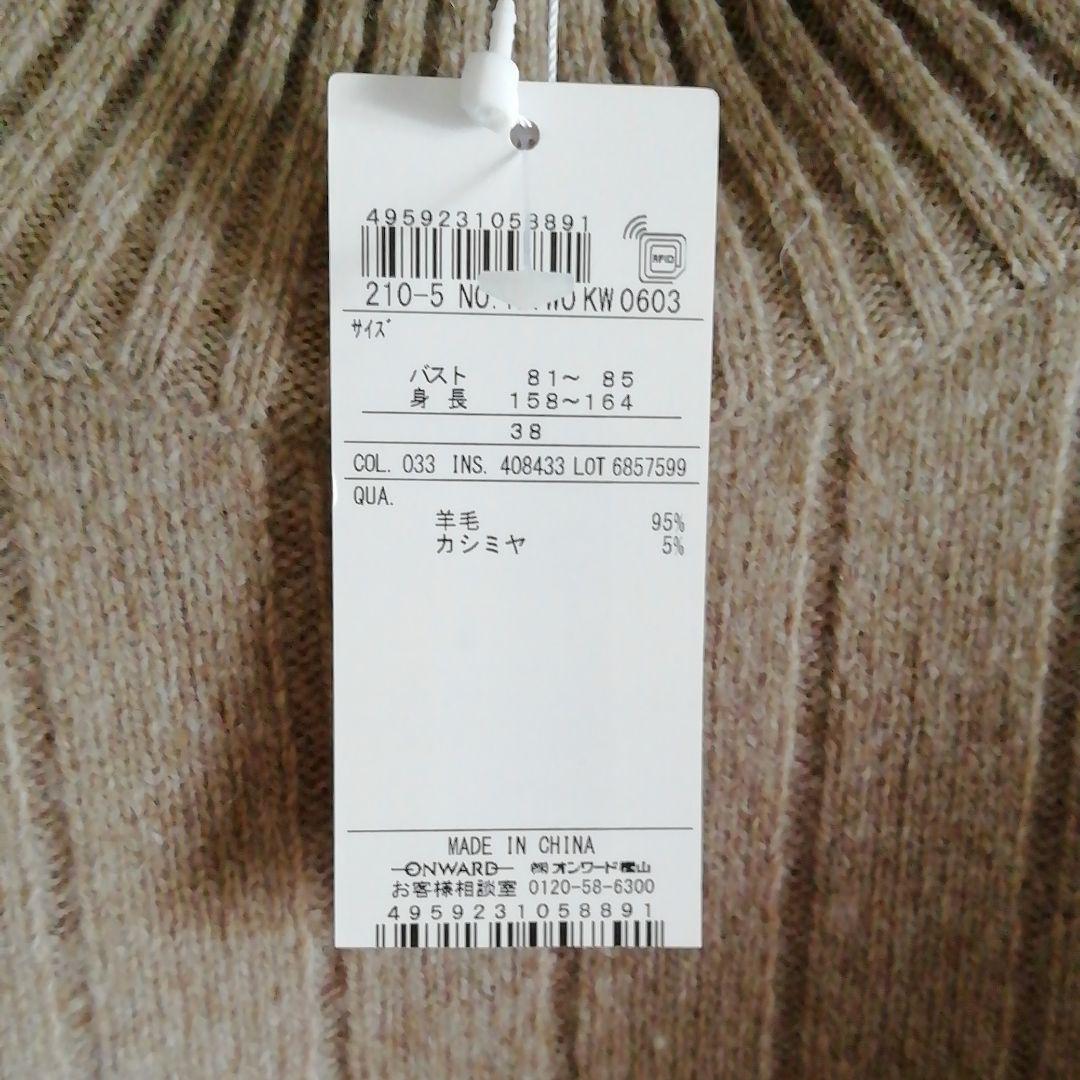 4959231058891
RFID
210-5 NO. KW 0603
サイズ
バスト 81～ 85
身長 158～164
38
COL. 033 INS. 408433 LOT 6857599
QUA.
羊毛 95%
カシミヤ 5%
MADE IN CHINA
ONWARD ㈱オンワード樫山
お客様相談室 0120-58-6300
4959231058891